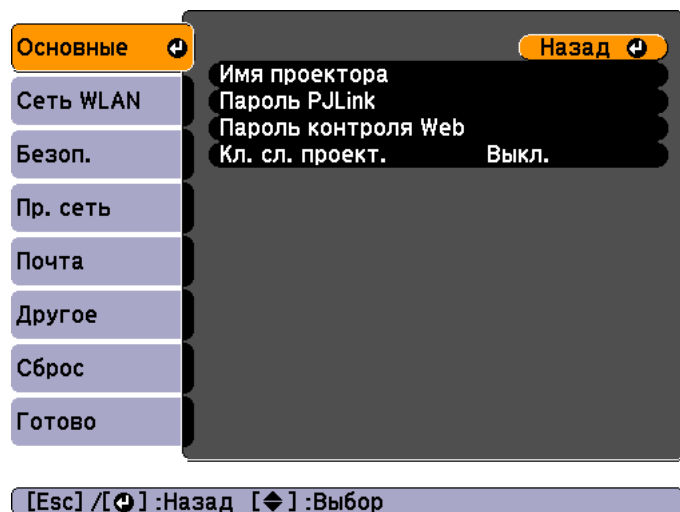 Основные
Назад
Имя проектора
Сеть WLAN
Пароль PJLink
Пароль контроля Web
Безоп.
Кл. сл. проект. Выкл.
Пр. сеть
Почта
Другое
Сброс
Готово
[Esc] /[⏎] :Назад [◆] :Выбор